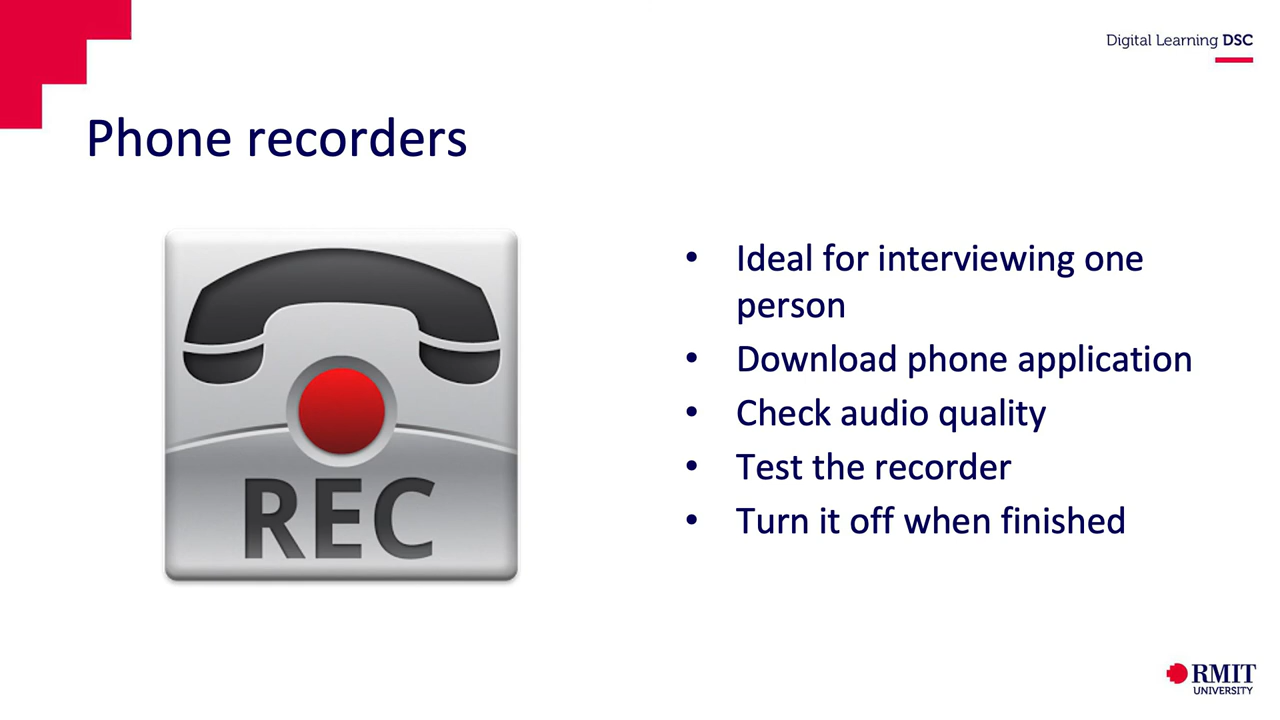 Digital Learning DSC
Phone recorders
REC
• Ideal for interviewing one
person
• Download phone application
• Check audio quality
• Test the recorder
• Turn it off when finished
RMIT
UNIVERSITY